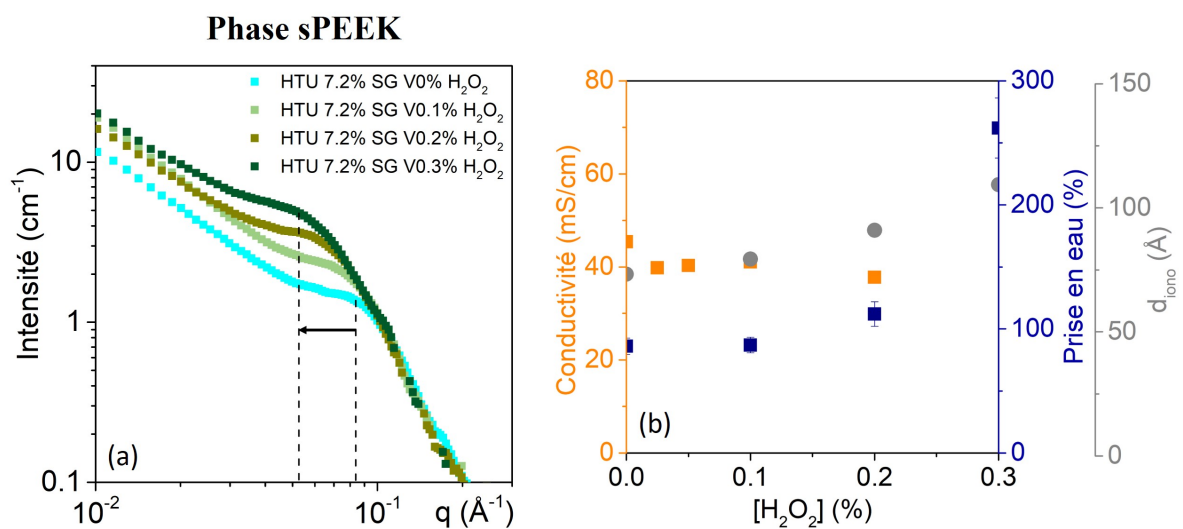 Phase sPEEK
HTU 7.2% SG V0% H₂O₂
HTU 7.2% SG V0.1% H₂O₂
HTU 7.2% SG V0.2% H₂O₂
HTU 7.2% SG V0.3% H₂O₂
Intensité (cm⁻¹)
10
1
0.1
(a)
10⁻²
q (Å⁻¹)
10⁻¹
Conductivité (mS/cm)
80
60
40
20
0
(b)
0.0
0.1
0.2
0.3
[H₂O₂] (%)
300
200
100
0
Prise en eau (%)
150
100
50
0
d_iono (Å)